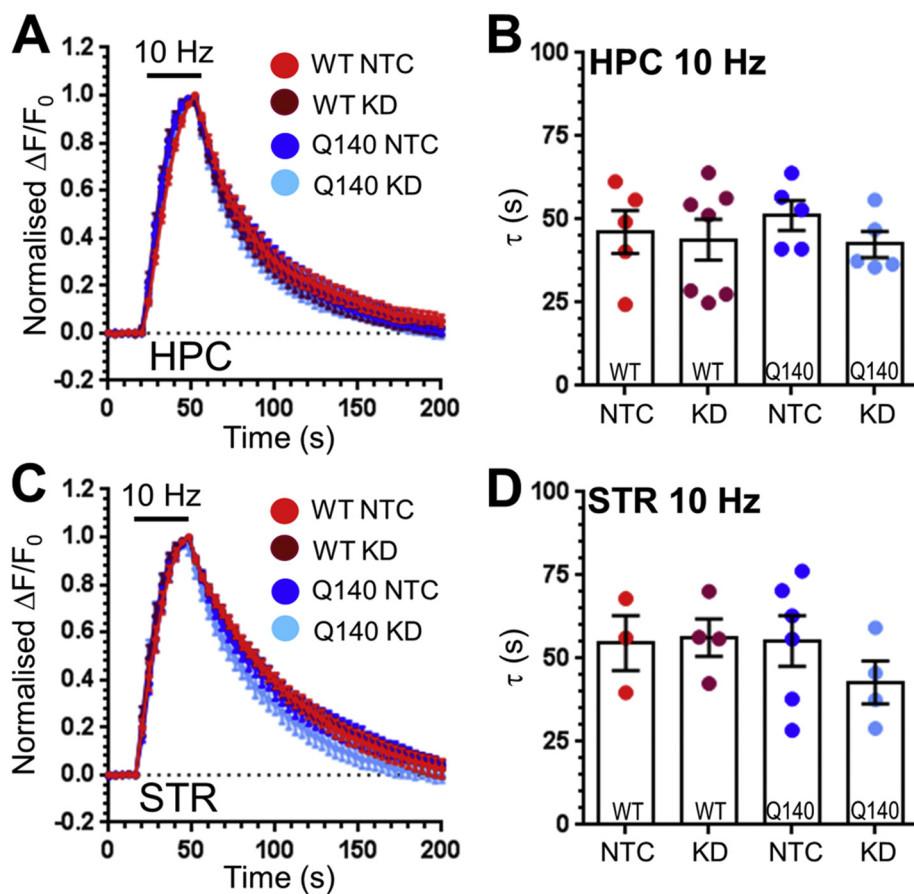 A
Normalised ΔF/F0
1.2
1.0
0.8
0.6
0.4
0.2
0.0
-0.2
10 Hz
WT NTC
WT KD
Q140 NTC
Q140 KD
HPC
0
50
100
150
200
Time (s)
B
HPC 10 Hz
τ (s)
100
75
50
25
0
WT
WT
Q140
Q140
NTC
KD
NTC
KD
C
Normalised ΔF/F0
1.2
1.0
0.8
0.6
0.4
0.2
0.0
-0.2
10 Hz
WT NTC
WT KD
Q140 NTC
Q140 KD
STR
0
50
100
150
200
Time (s)
D
STR 10 Hz
τ (s)
100
75
50
25
0
WT
WT
Q140
Q140
NTC
KD
NTC
KD